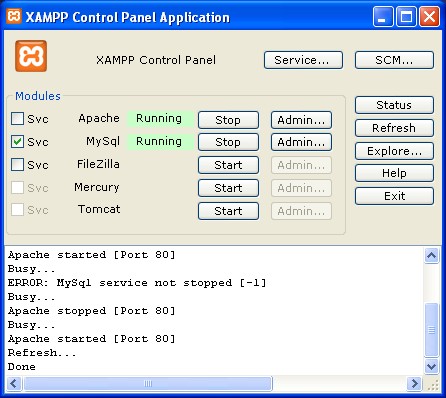 XAMPP Control Panel Application
XAMPP Control Panel
Service...
SCM...
Modules
Svc Apache Running Stop Admin...
Svc MySql Running Stop Admin...
Svc FileZilla Start Admin...
Svc Mercury Start Admin...
Svc Tomcat Start Admin...
Status
Refresh
Explore...
Help
Exit
Apache started [Port 80]
Busy...
ERROR: MySql service not stopped [-1]
Busy...
Apache stopped [Port 80]
Busy...
Apache started [Port 80]
Refresh...
Done